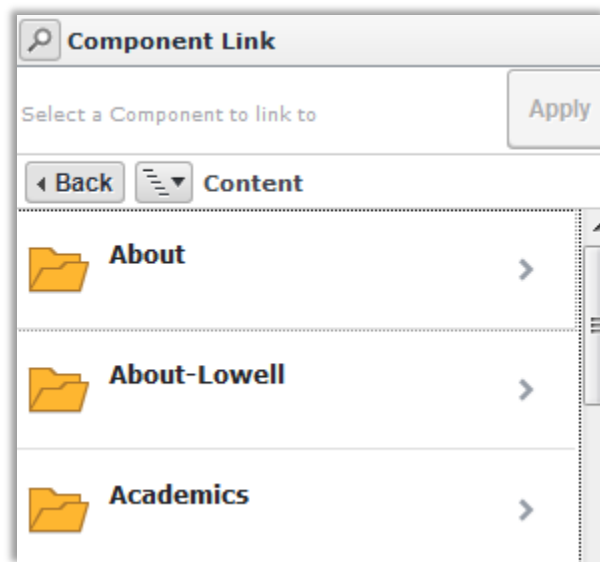 Component Link
Select a Component to link to
Apply
Back
Content
About
About-Lowell
Academics